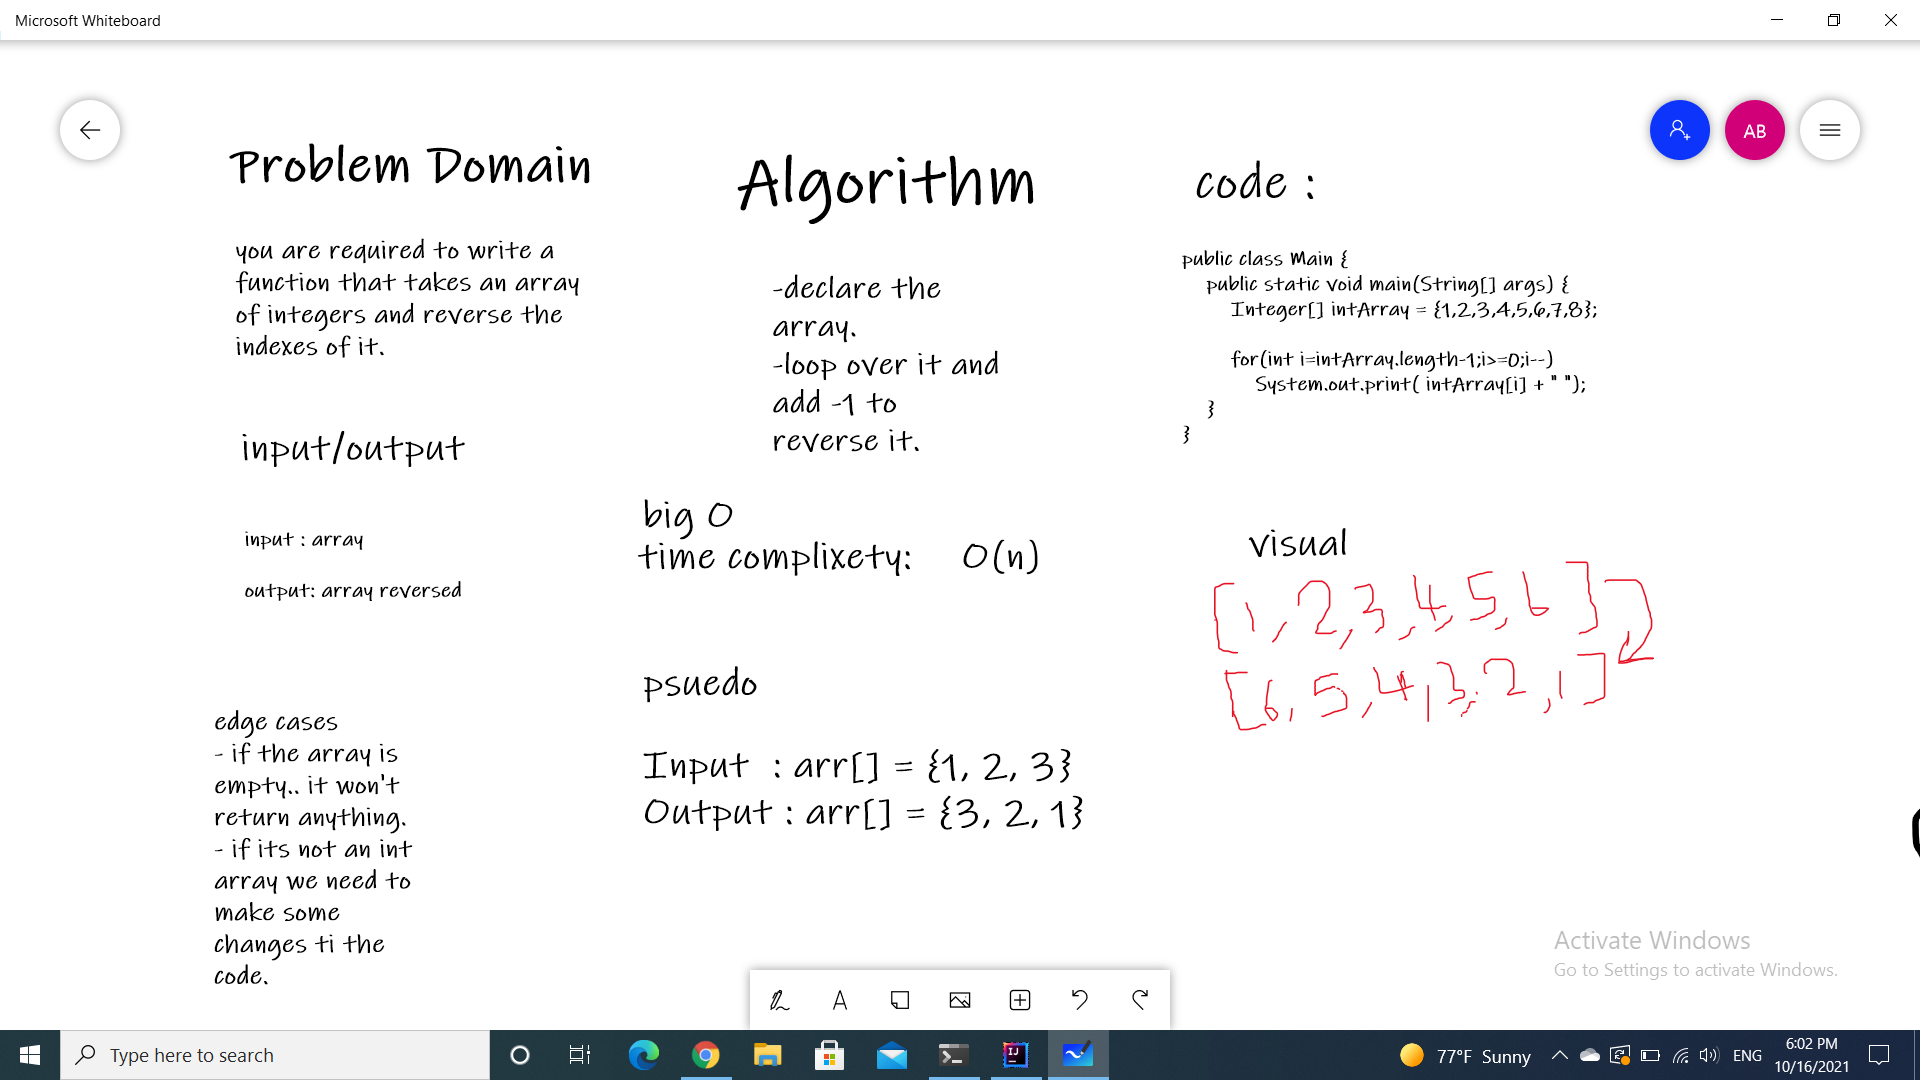 Microsoft Whiteboard
AB
Problem Domain
you are required to write a
function that takes an array
of integers and reverse the
indexes of it.
input/output
input : array
output: array reversed
edge cases
- if the array is
empty.. it won't
return anything.
- if its not an int
array we need to
make some
changes ti the
code.
Algorithm
-declare the
array.
-loop over it and
add -1 to
reverse it.
big O
time complixety: O(n)
psuedo
Input : arr[] = {1, 2, 3}
Output : arr[] = {3, 2, 1}
code :
public class Main {
public static void main(String[] args) {
Integer[] intArray = {1,2,3,4,5,6,7,8};
for(int i=intArray.length-1;i>=0;i--)
System.out.print( intArray[i] + " ");
}
}
visual
[1, 2, 3, 4, 5, 6]
[6, 5, 4, 3, 2, 1]
Activate Windows
Go to Settings to activate Windows.
Type here to search
IJ
77°F Sunny
ENG
6:02 PM
10/16/2021